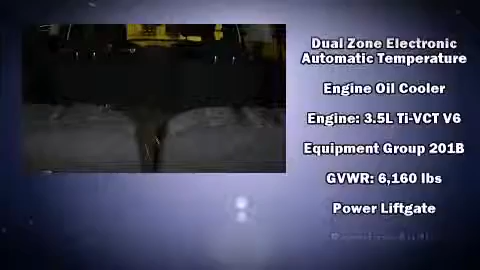 Dual Zone Electronic
Automatic Temperature
Engine Oil Cooler
Engine: 3.5L Ti-VCT V6
Equipment Group 201B
GVWR: 6,160 lbs
Power Liftgate